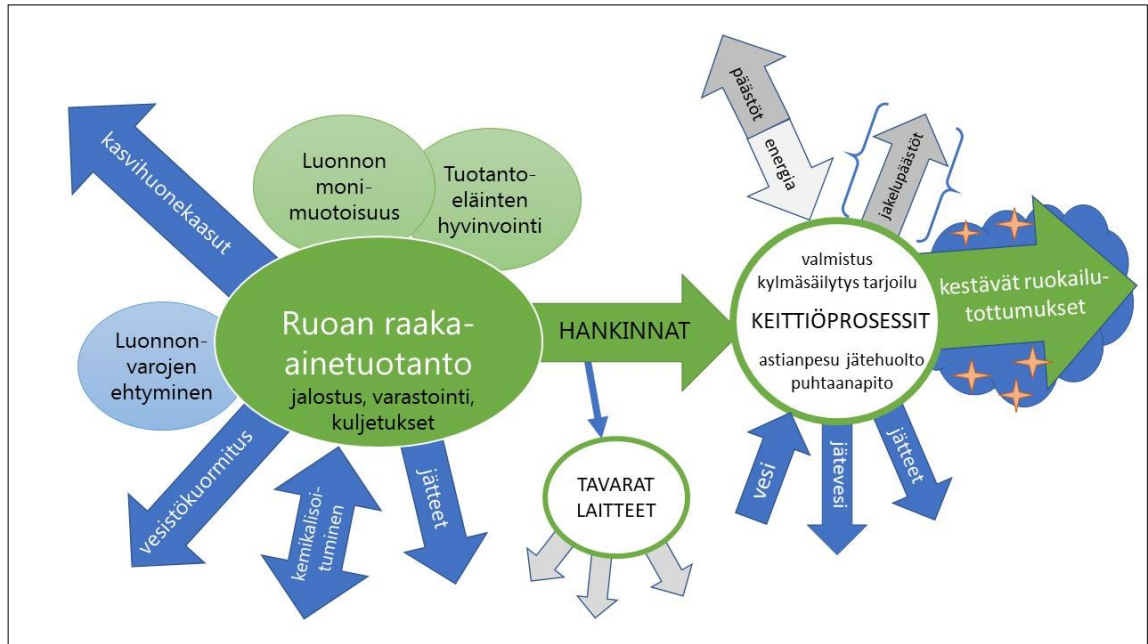 kasvihuonekaasut
Luonnon
moni-
muotoisuus
Tuotanto-
eläinten
hyvinvointi
Luonnon-
varojen
ehtyminen
Ruoan raaka-
ainetuotanto
jalostus, varastointi,
kuljetukset
vesistökuormitus
kemikalisoi-
tuminen
jätteet
HANKINNAT
TAVARAT
LAITTEET
päästöt
energia
jakelupäästöt
valmistus
kylmäsäilytys tarjoilu
KEITTIÖPROSESSIT
astianpesu jätehuolto
puhtaanapito
kestävät ruokailu-
tottumukset
vesi
jätevesi
jätteet